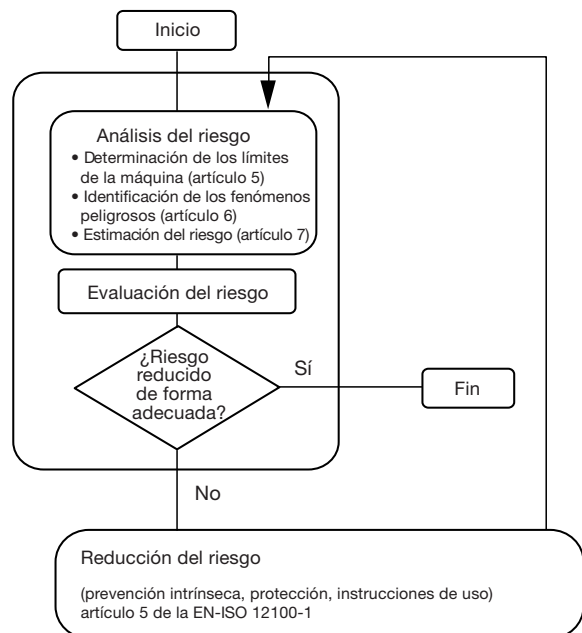 Inicio
Análisis del riesgo
• Determinación de los límites
de la máquina (artículo 5)
• Identificación de los fenómenos
peligrosos (artículo 6)
• Estimación del riesgo (artículo 7)
Evaluación del riesgo
¿Riesgo
reducido
de forma
adecuada?
Sí
Fin
No
Reducción del riesgo
(prevención intrínseca, protección, instrucciones de uso)
artículo 5 de la EN-ISO 12100-1